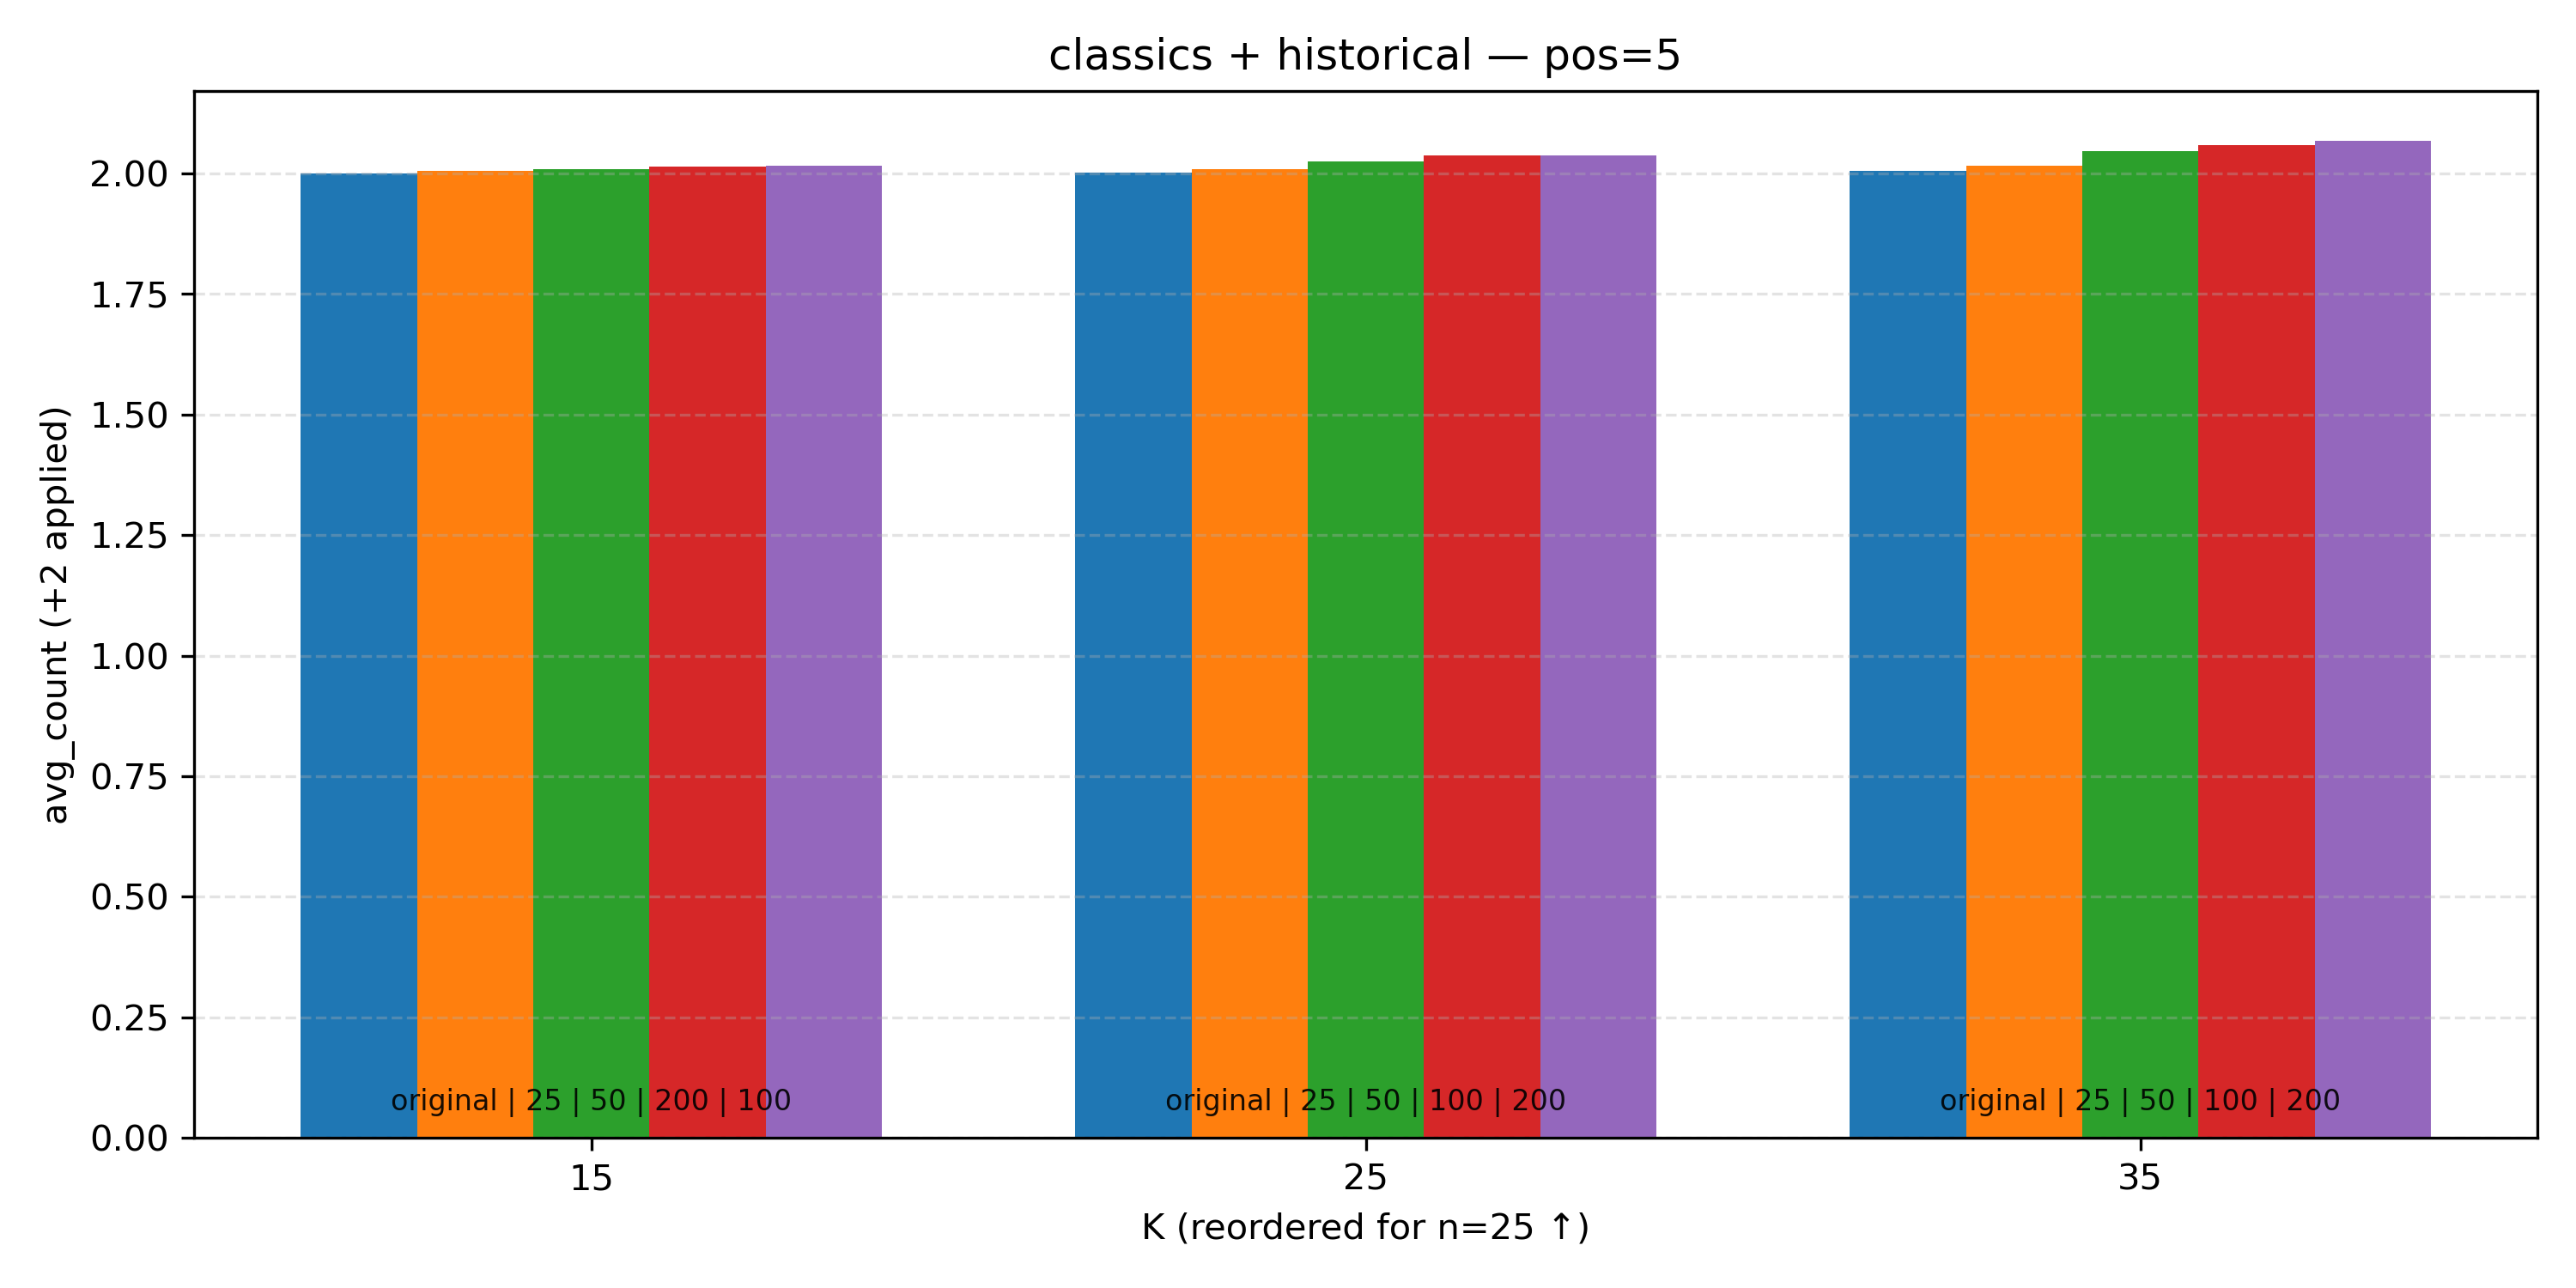 classics + historical — pos=5
avg_count (+2 applied)
2.00
1.75
1.50
1.25
1.00
0.75
0.50
0.25
0.00
original | 25 | 50 | 200 | 100
original | 25 | 50 | 100 | 200
original | 25 | 50 | 100 | 200
15
25
35
K (reordered for n=25 ↑)